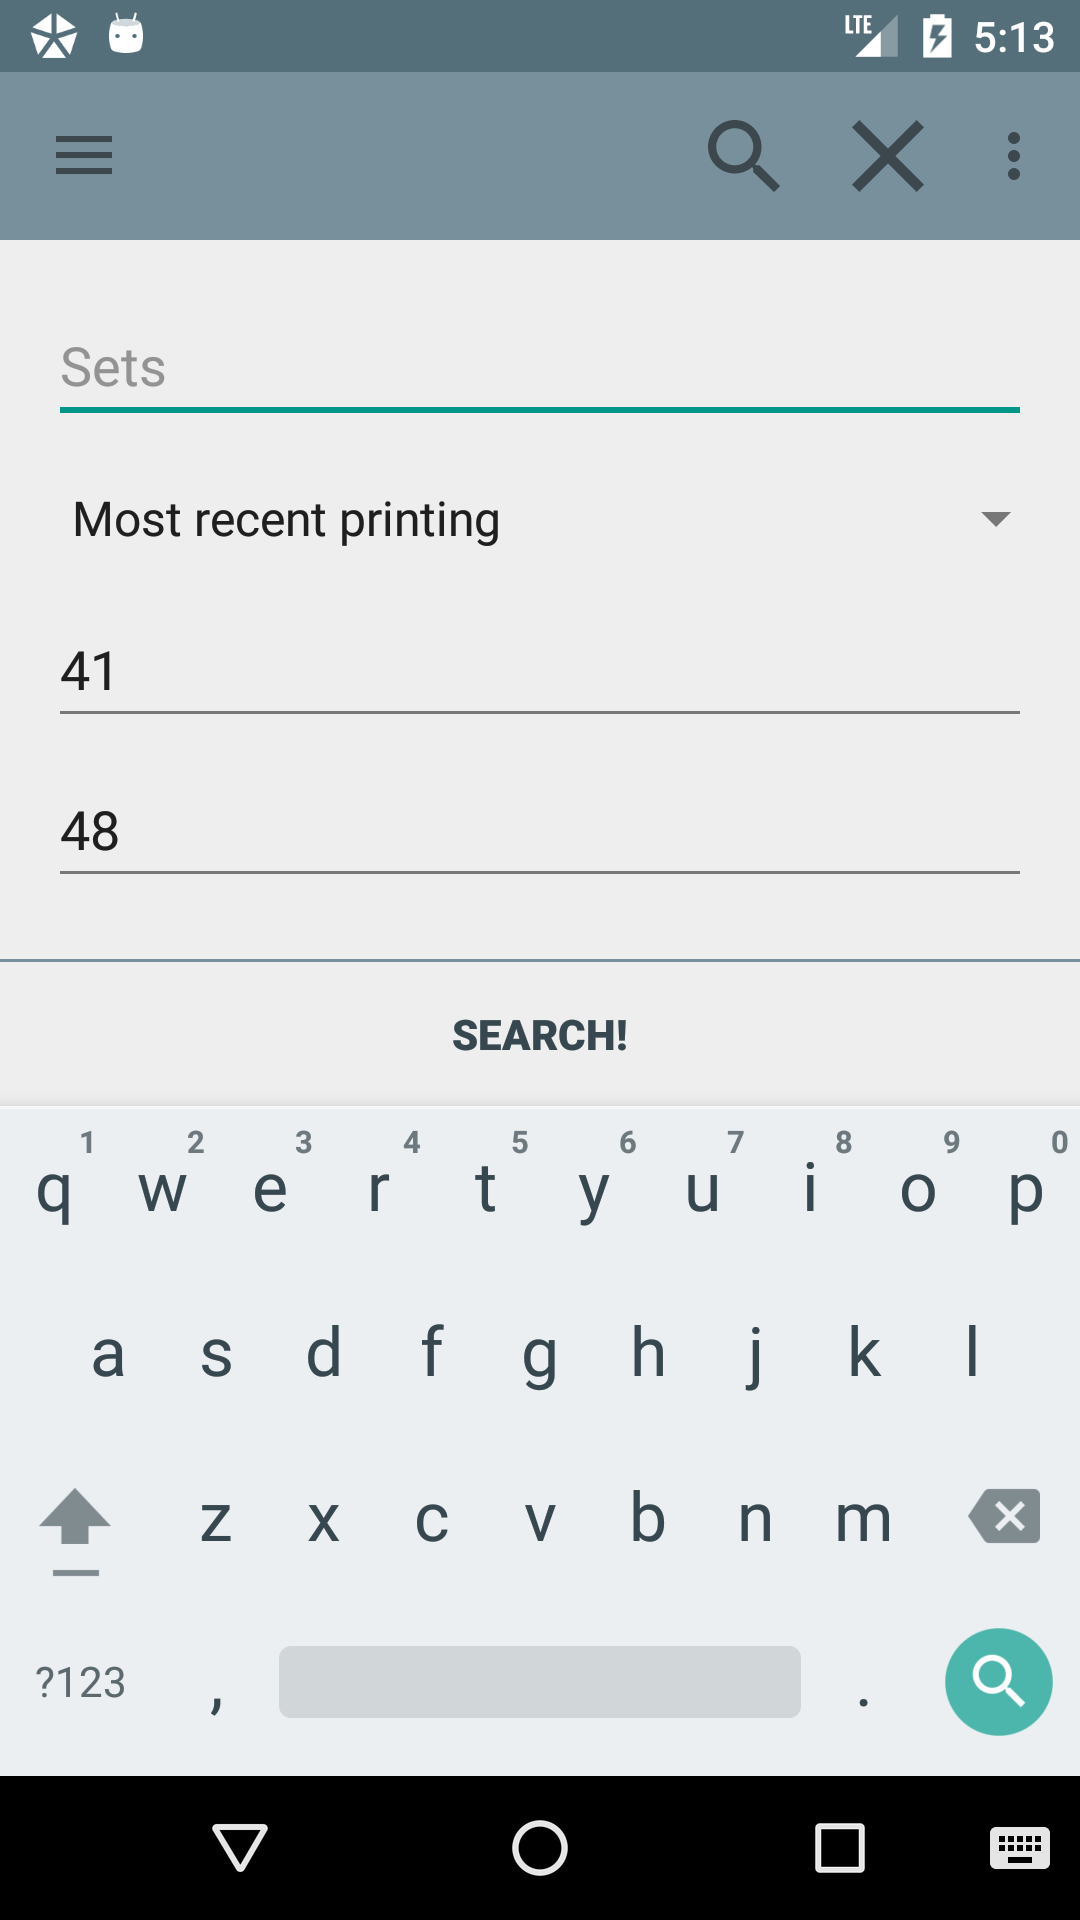 LTE 5:13
Sets
Most recent printing
41
48
SEARCH!
1 2 3 4 5 6 7 8 9 0
q w e r t y u i o p
a s d f g h j k l
z x c v b n m
?123 , .